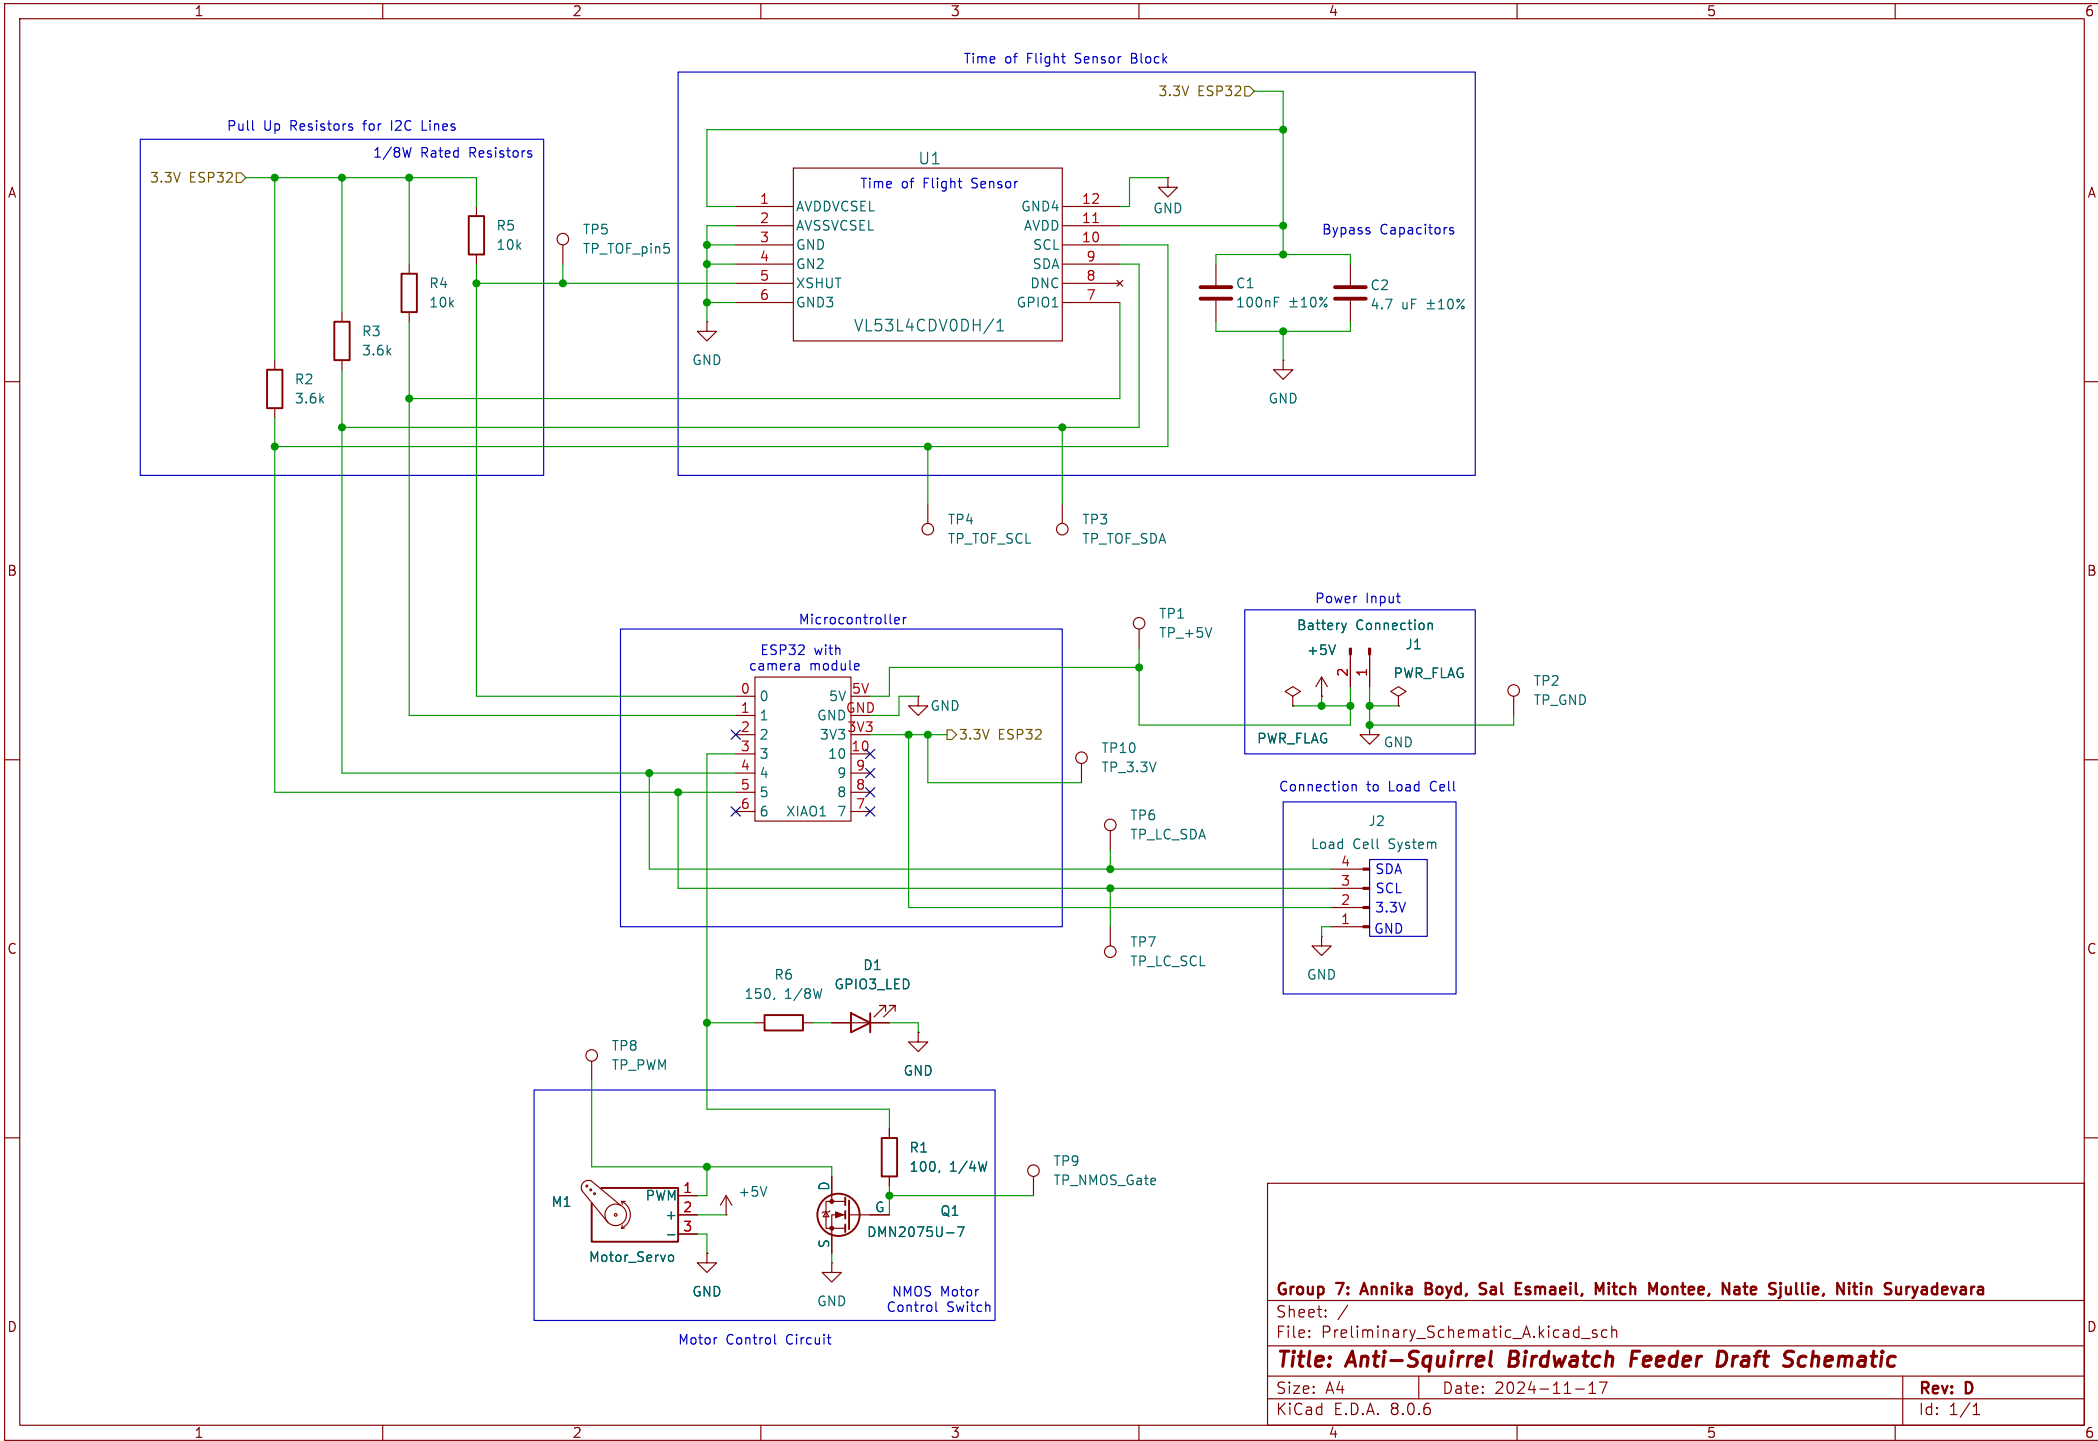 1 2 3 4 5 6
Time of Flight Sensor Block
3.3V ESP32
Pull Up Resistors for I2C Lines
1/8W Rated Resistors
3.3V ESP32
A
A
U1
Time of Flight Sensor
1 AVDDVCSEL
2 AVSSVCSEL
3 GND
4 GN2
5 XSHUT
6 GND3
GND4 12
AVDD 11
SCL 10
SDA 9
DNC 8
GPIO1 7
VL53L4CDV0DH/1
GND
GND
Bypass Capacitors
C1
100nF ±10%
C2
4.7 uF ±10%
GND
R5
10k
TP5
TP_TOF_pin5
R4
10k
R3
3.6k
R2
3.6k
TP4
TP_TOF_SCL
TP3
TP_TOF_SDA
B
B
Microcontroller
ESP32 with
camera module
0 0
1 1
2 2
3 3
4 4
5 5
6 6
5V 5V
GND GND
3V3 3V3
10 10
9 9
8 8
7 7
XIAO1
GND
3.3V ESP32
TP1
TP_+5V
Power Input
Battery Connection
J1
+5V
2 1
PWR_FLAG
PWR_FLAG
GND
TP2
TP_GND
TP10
TP_3.3V
Connection to Load Cell
J2
Load Cell System
4 SDA
3 SCL
2 3.3V
1 GND
GND
TP6
TP_LC_SDA
TP7
TP_LC_SCL
C
C
R6
150, 1/8W
D1
GPIO3_LED
GND
TP8
TP_PWM
R1
100, 1/4W
TP9
TP_NMOS_Gate
M1
PWM 1
+ 2
- 3
+5V
Motor_Servo
GND
D
G
S
Q1
DMN2075U-7
GND
NMOS Motor
Control Switch
Motor Control Circuit
D
D
Group 7: Annika Boyd, Sal Esmaeil, Mitch Montee, Nate Sjullie, Nitin Suryadevara
Sheet: /
File: Preliminary_Schematic_A.kicad_sch
Title: Anti-Squirrel Birdwatch Feeder Draft Schematic
Size: A4
Date: 2024-11-17
Rev: D
KiCad E.D.A. 8.0.6
Id: 1/1
1 2 3 4 5 6